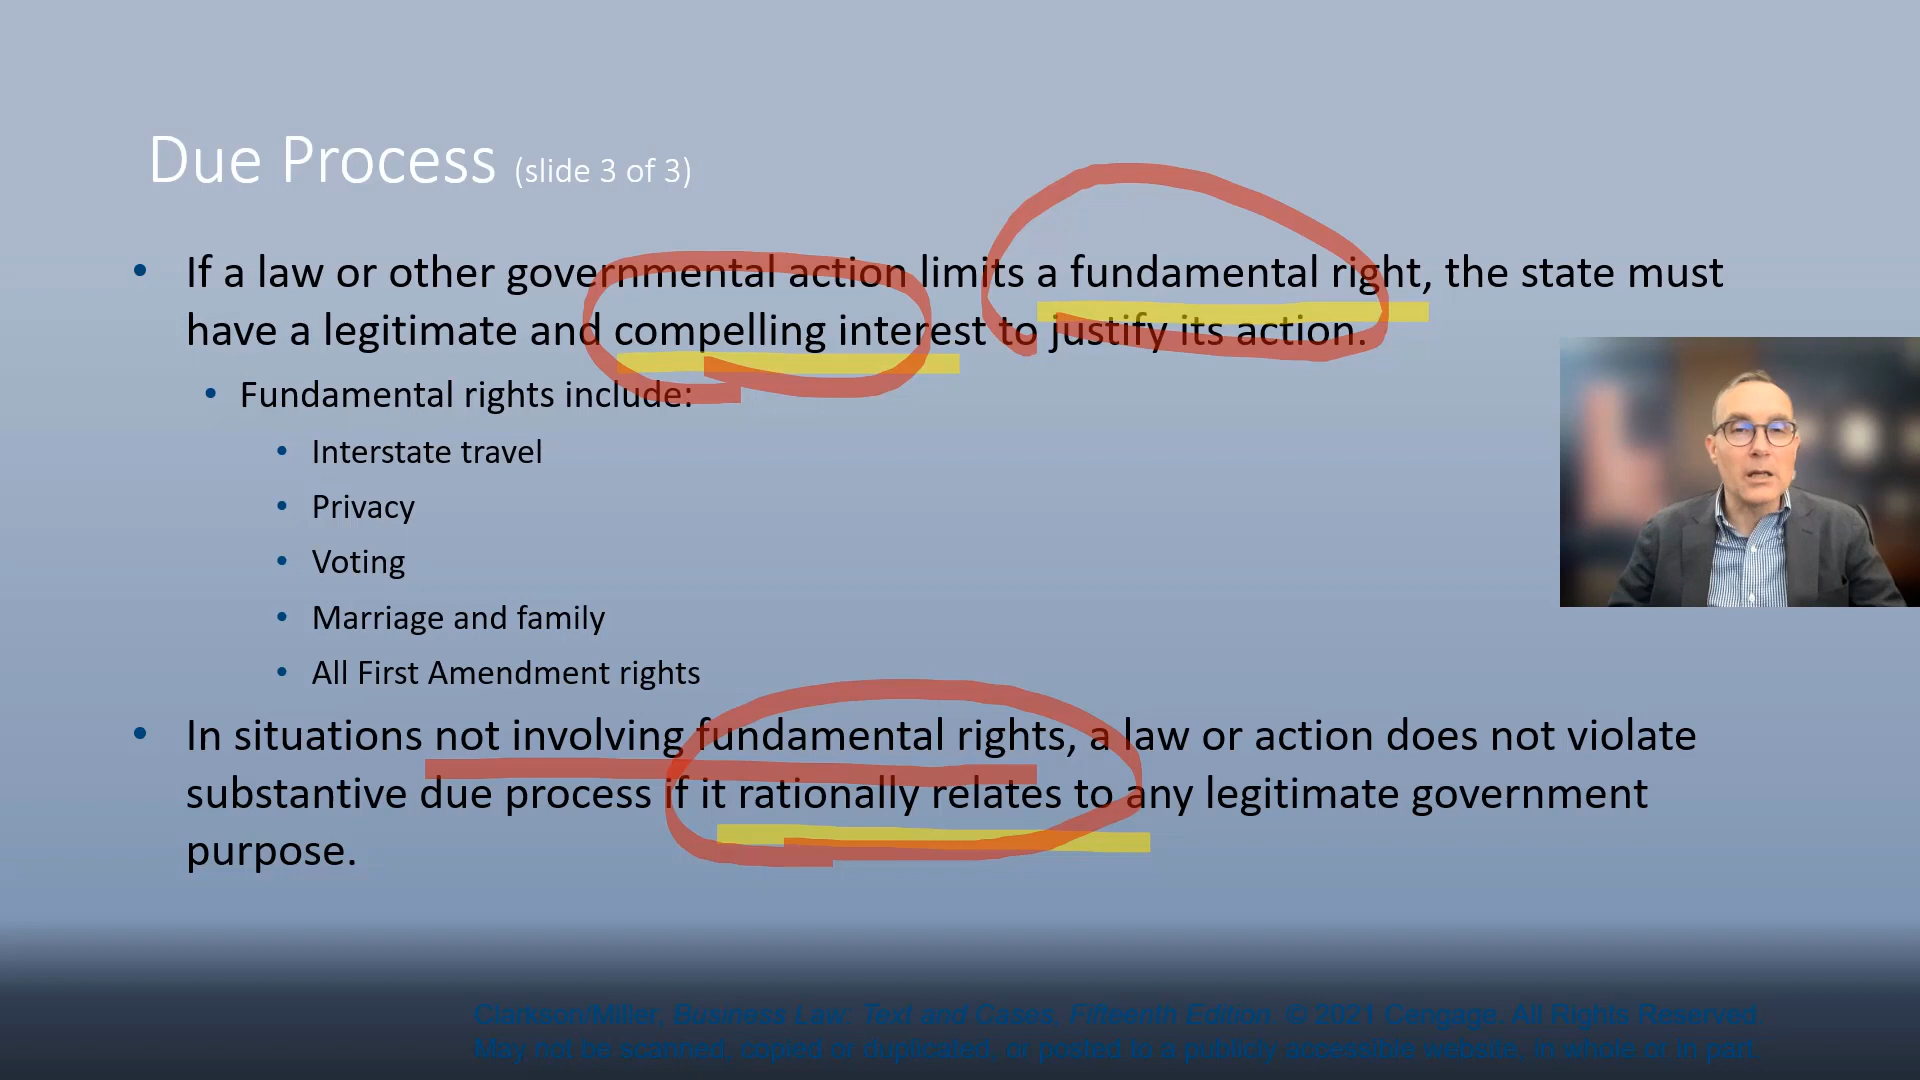 Due Process (slide 3 of 3)
• If a law or other governmental action limits a fundamental right, the state must
have a legitimate and compelling interest to justify its action.
• Fundamental rights include:
• Interstate travel
• Privacy
• Voting
• Marriage and family
• All First Amendment rights
• In situations not involving fundamental rights, a law or action does not violate
substantive due process if it rationally relates to any legitimate government
purpose.
Clarkson/Miller, Business Law: Text and Cases, Fifteenth Edition. © 2021 Cengage. All Rights Reserved.
May not be scanned, copied or duplicated, or posted to a publicly accessible website, in whole or in part.